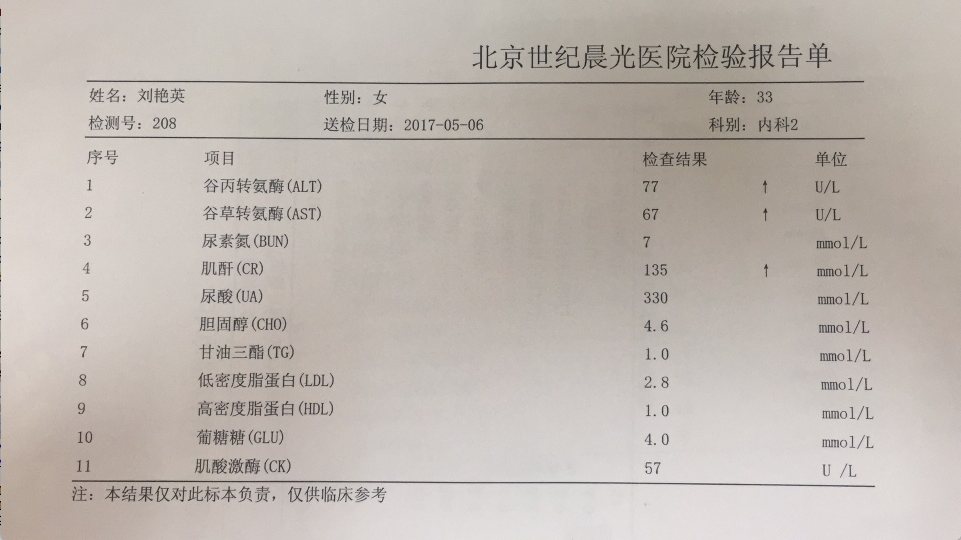 北京世纪晨光医院检验报告单
姓名：刘艳英 性别：女 年龄：33
检测号：208 送检日期：2017-05-06 科别：内科2
序号 项目 检查结果 单位
1 谷丙转氨酶(ALT) 77 ↑ U/L
2 谷草转氨酶(AST) 67 ↑ U/L
3 尿素氮(BUN) 7 mmol/L
4 肌酐(CR) 135 ↑ mmol/L
5 尿酸(UA) 330 mmol/L
6 胆固醇(CHO) 4.6 mmol/L
7 甘油三酯(TG) 1.0 mmol/L
8 低密度脂蛋白(LDL) 2.8 mmol/L
9 高密度脂蛋白(HDL) 1.0 mmol/L
10 葡糖糖(GLU) 4.0 mmol/L
11 肌酸激酶(CK) 57 U /L
注：本结果仅对此标本负责，仅供临床参考